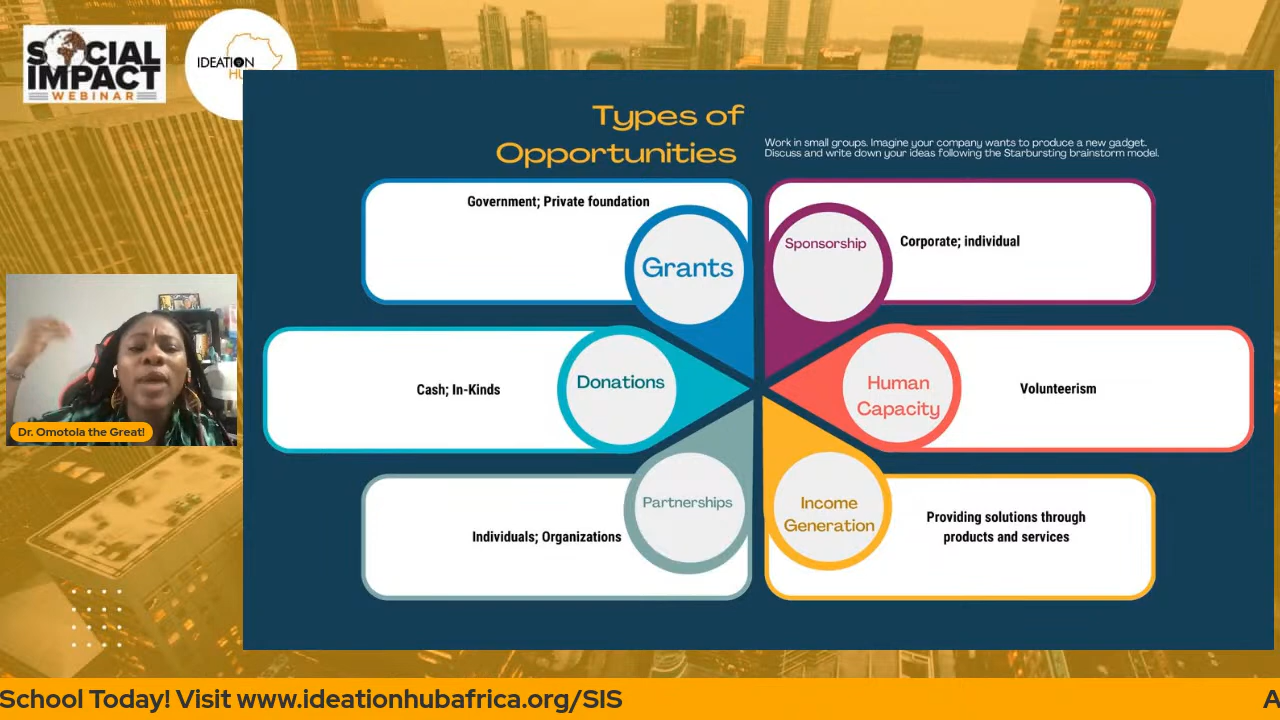 SOCIAL
IMPACT
WEBINAR
IDEATION
HU
Types of
Opportunities
Work in small groups. Imagine your company wants to produce a new gadget.
Discuss and write down your ideas following the Starbursting brainstorm model.
Government; Private foundation
Grants
Sponsorship
Corporate; individual
Cash; In-Kinds
Donations
Human
Capacity
Volunteerism
Individuals; Organizations
Partnerships
Income
Generation
Providing solutions through
products and services
Dr. Omotola the Great!
School Today! Visit www.ideationhubafrica.org/SIS
A